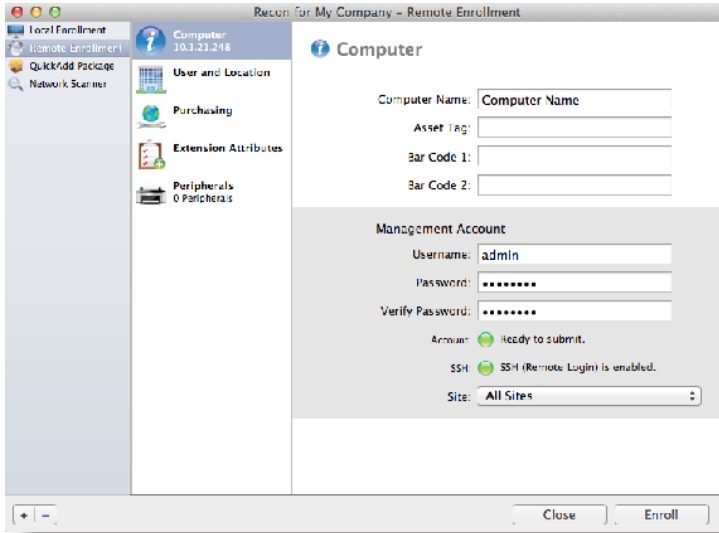 Recon for My Company – Remote Enrollment
Local Enrollment
Remote Enrollment
QuickAdd Package
Network Scanner
Computer
10.1.23.248
User and Location
Purchasing
Extension Attributes
Peripherals
0 Peripherals
Computer
Computer Name: Computer Name
Asset Tag:
Bar Code 1:
Bar Code 2:
Management Account
Username: admin
Password: ••••••••
Verify Password: ••••••••
Account: Ready to submit.
SSH: SSH (Remote Login) is enabled.
Site: All Sites
+ –
Close
Enroll